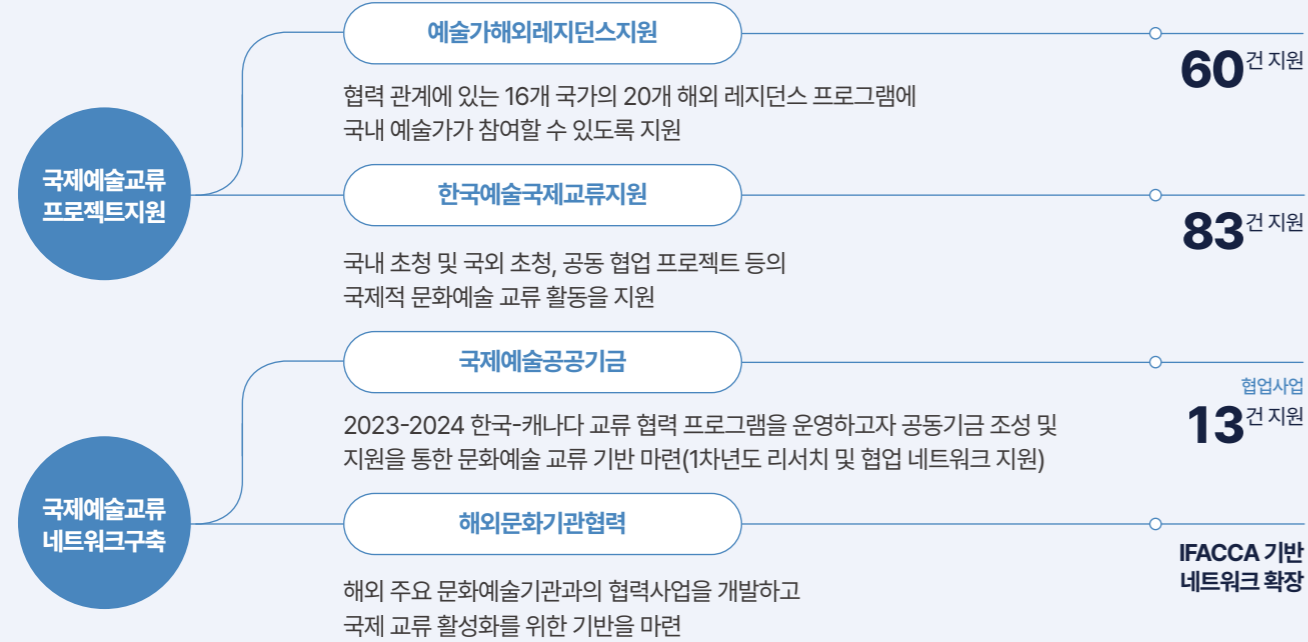 국제예술교류
프로젝트지원
예술가해외레지던스지원
60건 지원
협력 관계에 있는 16개 국가의 20개 해외 레지던스 프로그램에
국내 예술가가 참여할 수 있도록 지원
한국예술국제교류지원
83건 지원
국내 초청 및 국외 초청, 공동 협업 프로젝트 등의
국제적 문화예술 교류 활동을 지원
국제예술교류
네트워크구축
국제예술공공기금
협업사업
13건 지원
2023-2024 한국-캐나다 교류 협력 프로그램을 운영하고자 공동기금 조성 및
지원을 통한 문화예술 교류 기반 마련(1차년도 리서치 및 협업 네트워크 지원)
해외문화기관협력
IFACCA 기반
네트워크 확장
해외 주요 문화예술기관과의 협력사업을 개발하고
국제 교류 활성화를 위한 기반을 마련